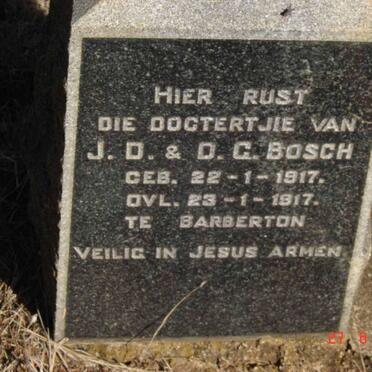 HIER RUST
DIE DOGTERTJIE VAN
J. D. & D. C. BOSCH
GEB. 22-1-1917.
OVL. 23-1-1917.
TE BARBERTON
VEILIG IN JESUS ARMEN